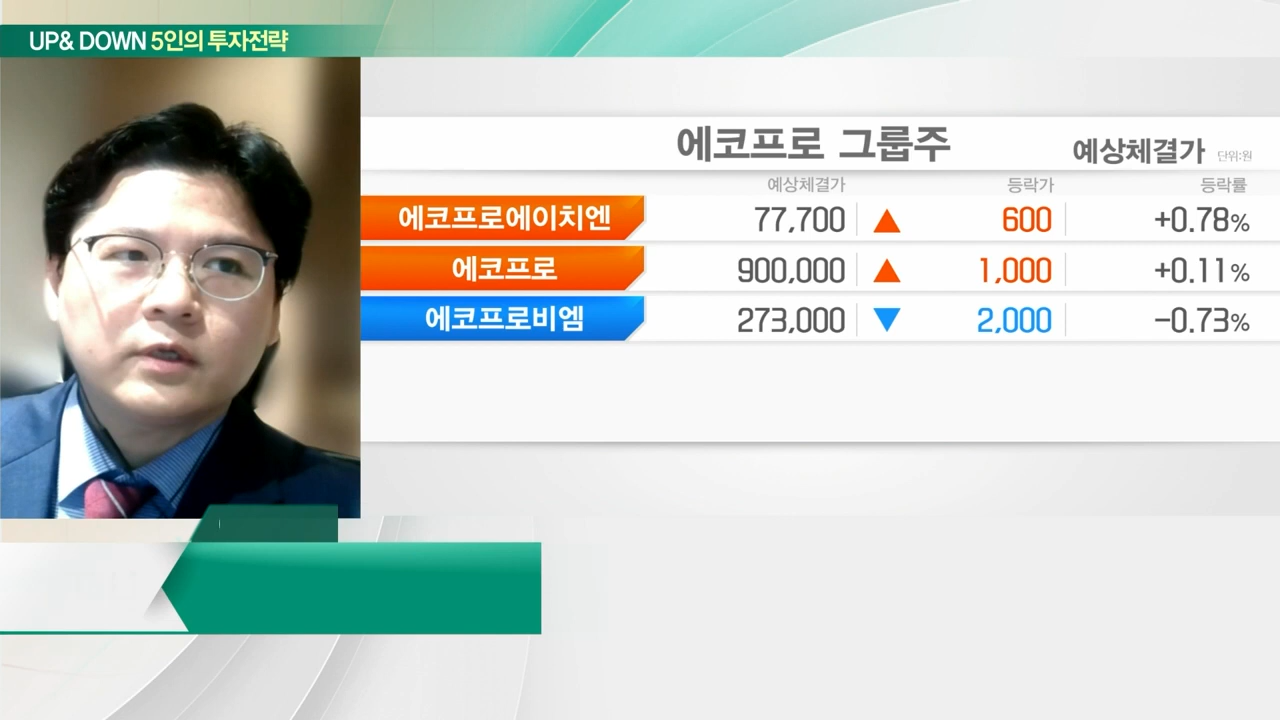 UP& DOWN 5인의 투자전략
에코프로 그룹주 예상체결가 단위:원
예상체결가 등락가 등락률
에코프로에이치엔 77,700 ▲ 600 +0.78%
에코프로 900,000 ▲ 1,000 +0.11%
에코프로비엠 273,000 ▼ 2,000 -0.73%